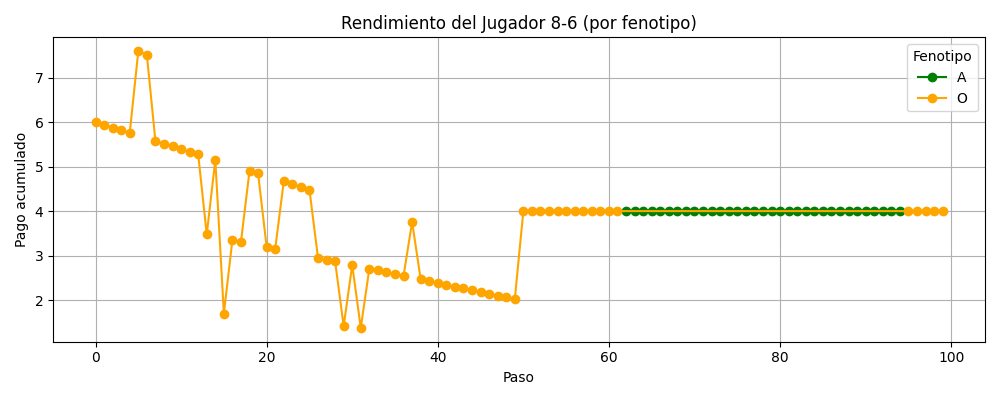 Rendimiento del Jugador 8-6 (por fenotipo)
Pago acumulado
7
6
5
4
3
2
Fenotipo
A
O
0 20 40 60 80 100
Paso